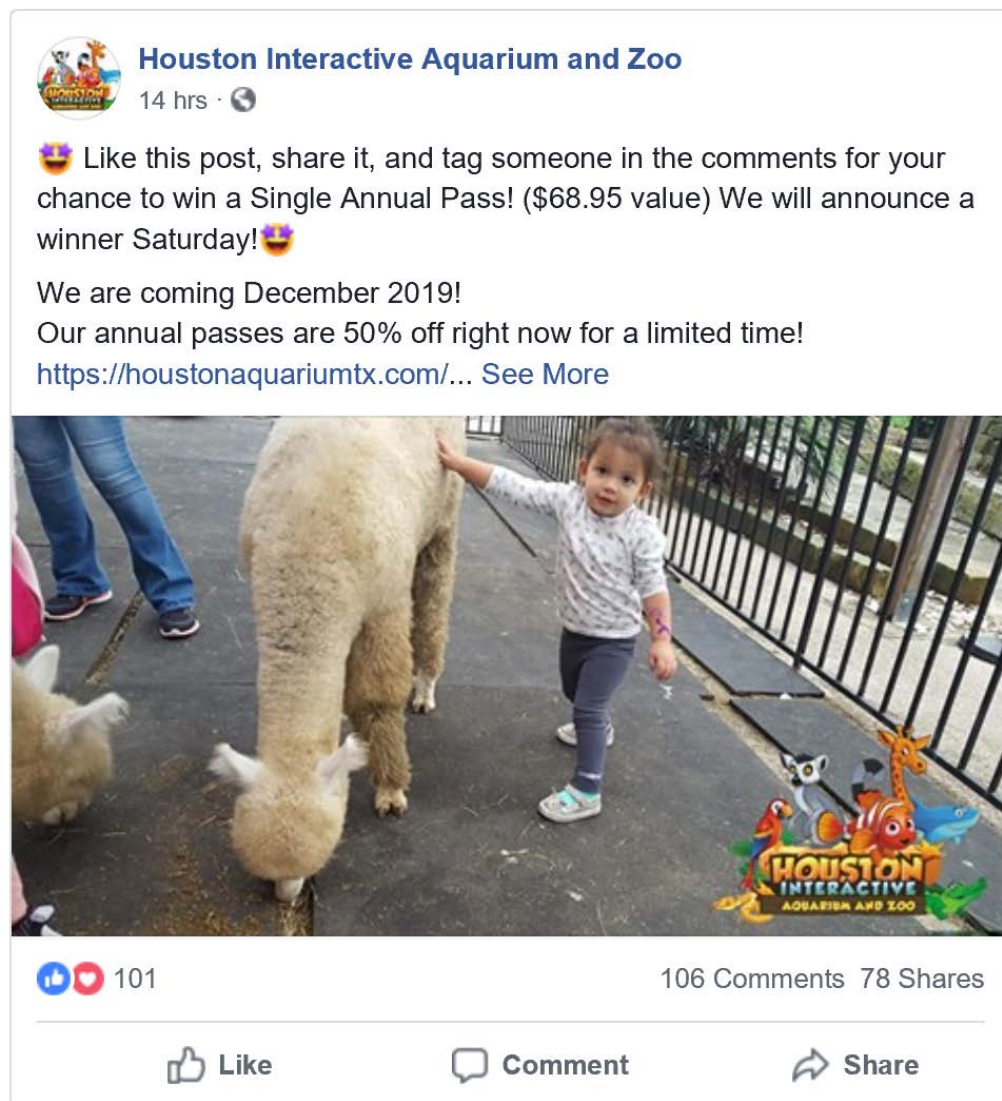 Houston Interactive Aquarium and Zoo
14 hrs ·
🤩 Like this post, share it, and tag someone in the comments for your
chance to win a Single Annual Pass! ($68.95 value) We will announce a
winner Saturday!🤩
We are coming December 2019!
Our annual passes are 50% off right now for a limited time!
https://houstonaquariumtx.com/... See More
HOUSTON
INTERACTIVE
AQUARIUM AND ZOO
101
106 Comments 78 Shares
Like Comment Share